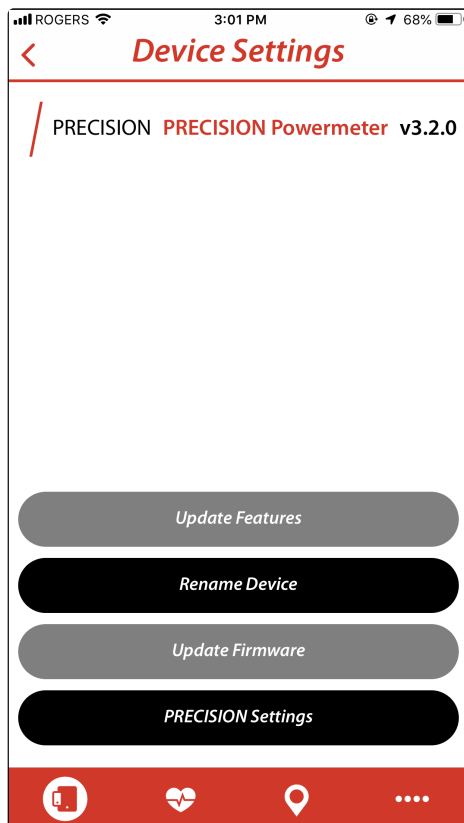 ROGERS 3:01 PM 68%
Device Settings
PRECISION PRECISION Powermeter v3.2.0
Update Features
Rename Device
Update Firmware
PRECISION Settings